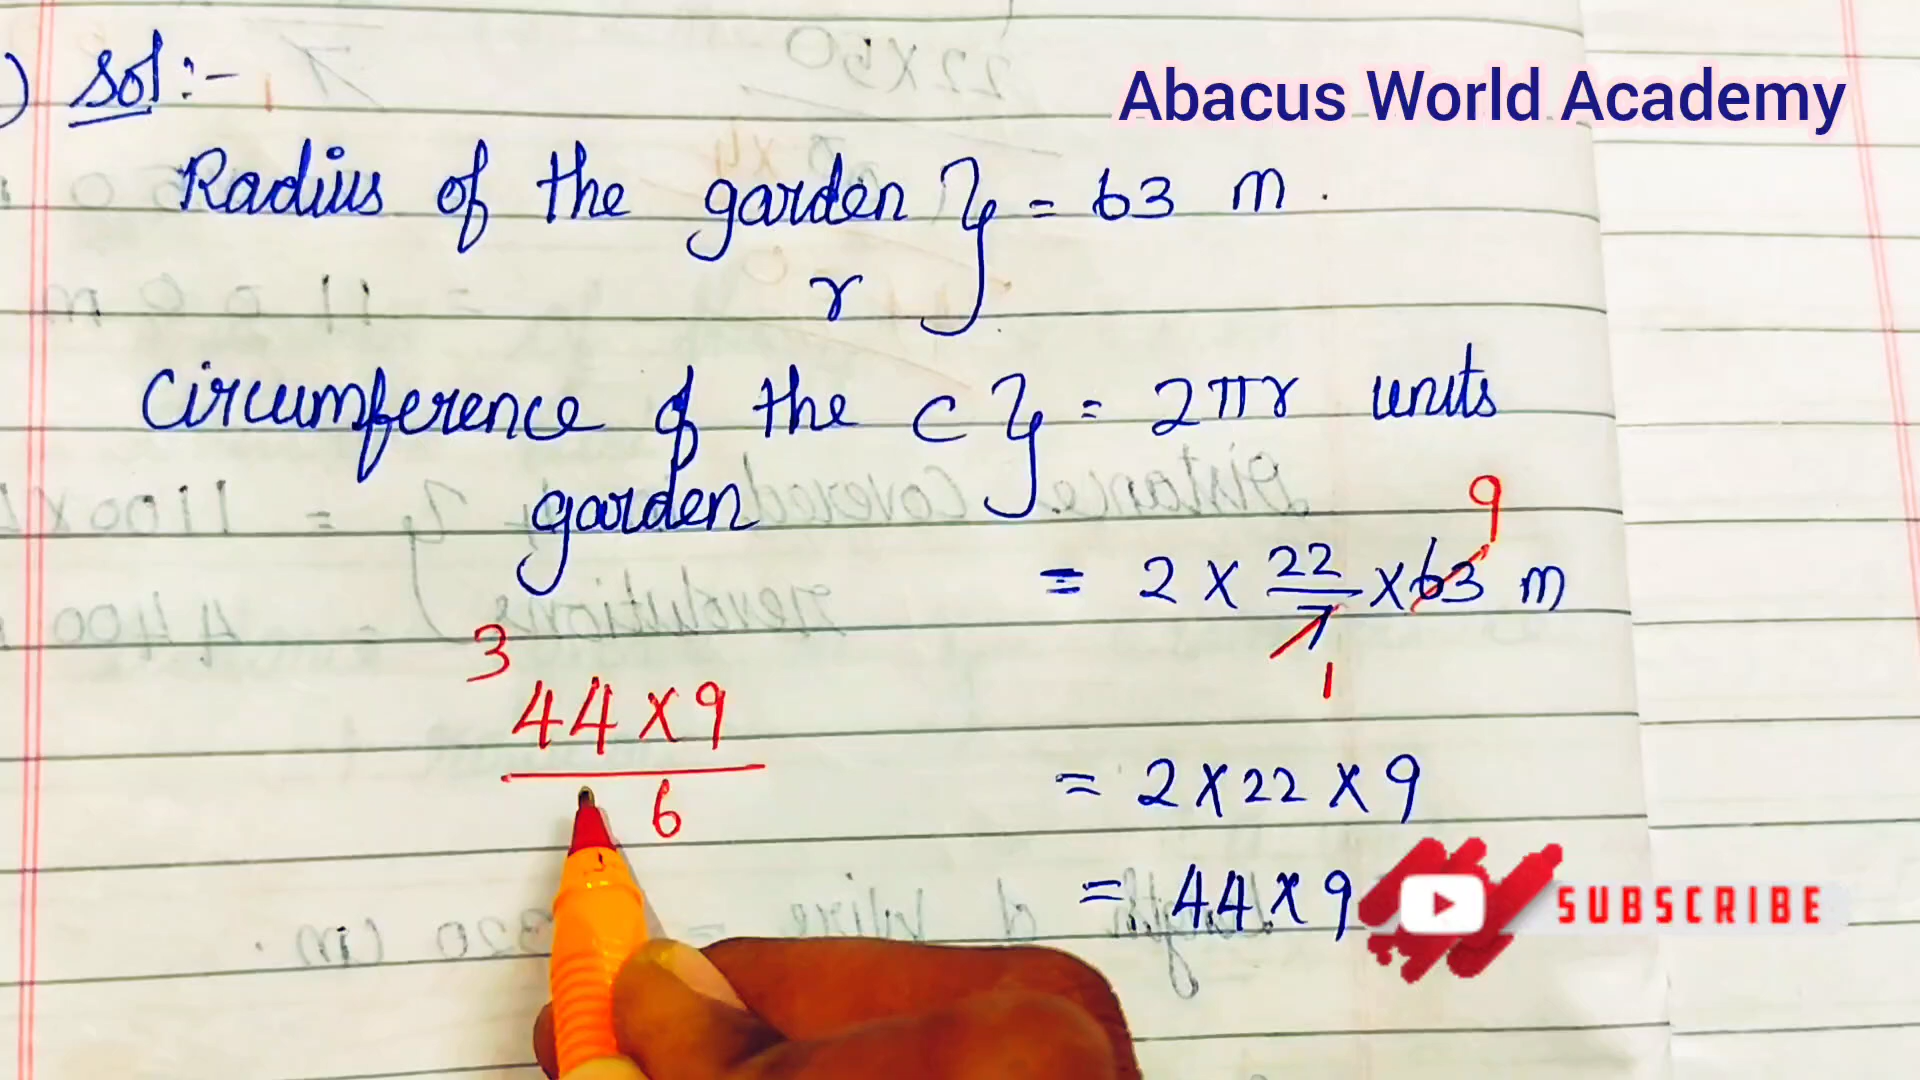 ) Sol:-
Abacus World Academy
Radius of the garden } = 63 m.
r
Circumference of the C } = 2πr units
garden
9
= 2 × 22/7 × 63 m
1
3
44×9
6
= 2×22×9
= 44×9
SUBSCRIBE